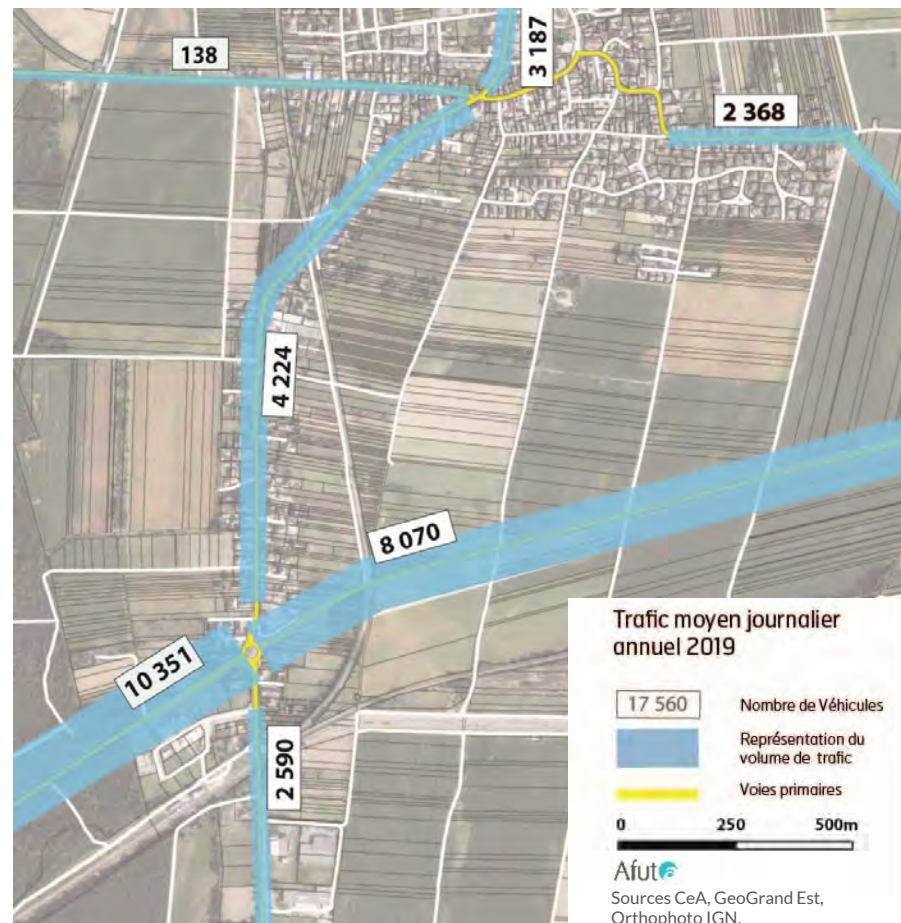 138
3 187
2 368
4 224
8 070
10 351
2 590
Trafic moyen journalier
annuel 2019
17 560
Nombre de Véhicules
Représentation du
volume de trafic
Voies primaires
0 250 500m
Afut
Sources CeA, GeoGrand Est,
Orthophoto IGN.